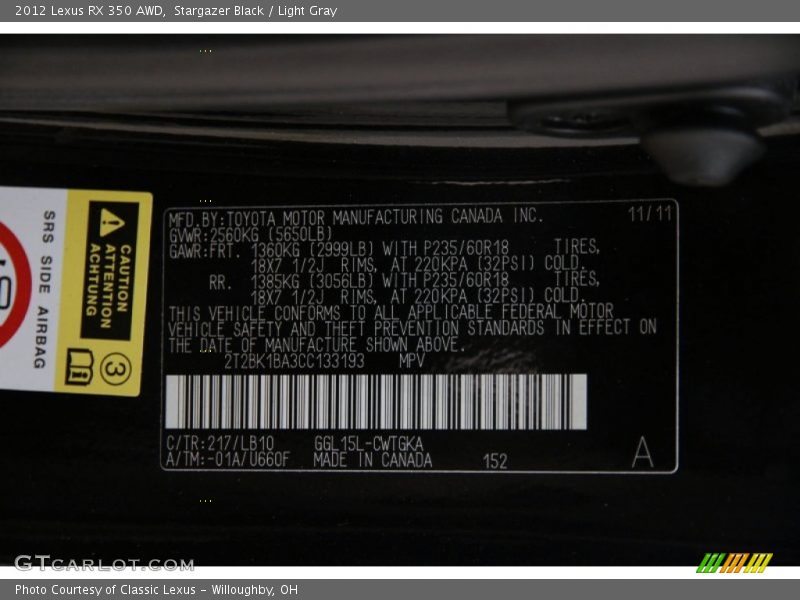 2012 Lexus RX 350 AWD, Stargazer Black / Light Gray
MFD.BY:TOYOTA MOTOR MANUFACTURING CANADA INC. 11/11
GVWR:2560KG (5650LB)
GAWR:FRT. 1360KG (2999LB) WITH P235/60R18 TIRES,
18X7 1/2J RIMS, AT 220KPA (32PSI) COLD.
RR. 1385KG (3056LB) WITH P235/60R18 TIRES,
18X7 1/2J RIMS, AT 220KPA (32PSI) COLD.
THIS VEHICLE CONFORMS TO ALL APPLICABLE FEDERAL MOTOR
VEHICLE SAFETY AND THEFT PREVENTION STANDARDS IN EFFECT ON
THE DATE OF MANUFACTURE SHOWN ABOVE.
2T2BK1BA3CC133193 MPV
C/TR:217/LB10 GGL15L-CWTGKA
A/TM:-01A/U660F MADE IN CANADA 152 A
SRS SIDE AIRBAG
CAUTION
ATTENTION
ACHTUNG
3
GTCARLOT.COM
Photo Courtesy of Classic Lexus - Willoughby, OH